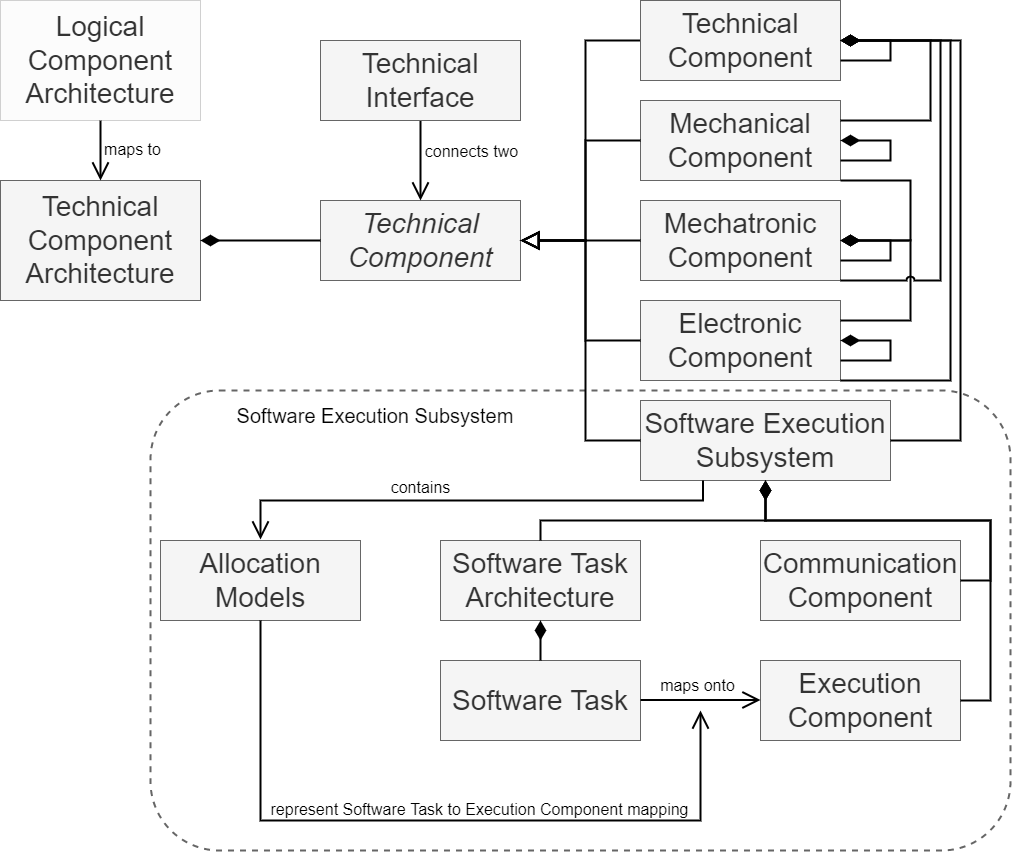 Logical
Component
Architecture
Technical
Interface
Technical
Component
maps to
connects two
Mechanical
Component
Technical
Component
Architecture
Technical
Component
Mechatronic
Component
Electronic
Component
Software Execution Subsystem
Software Execution
Subsystem
contains
Allocation
Models
Software Task
Architecture
Communication
Component
Software Task
maps onto
Execution
Component
represent Software Task to Execution Component mapping